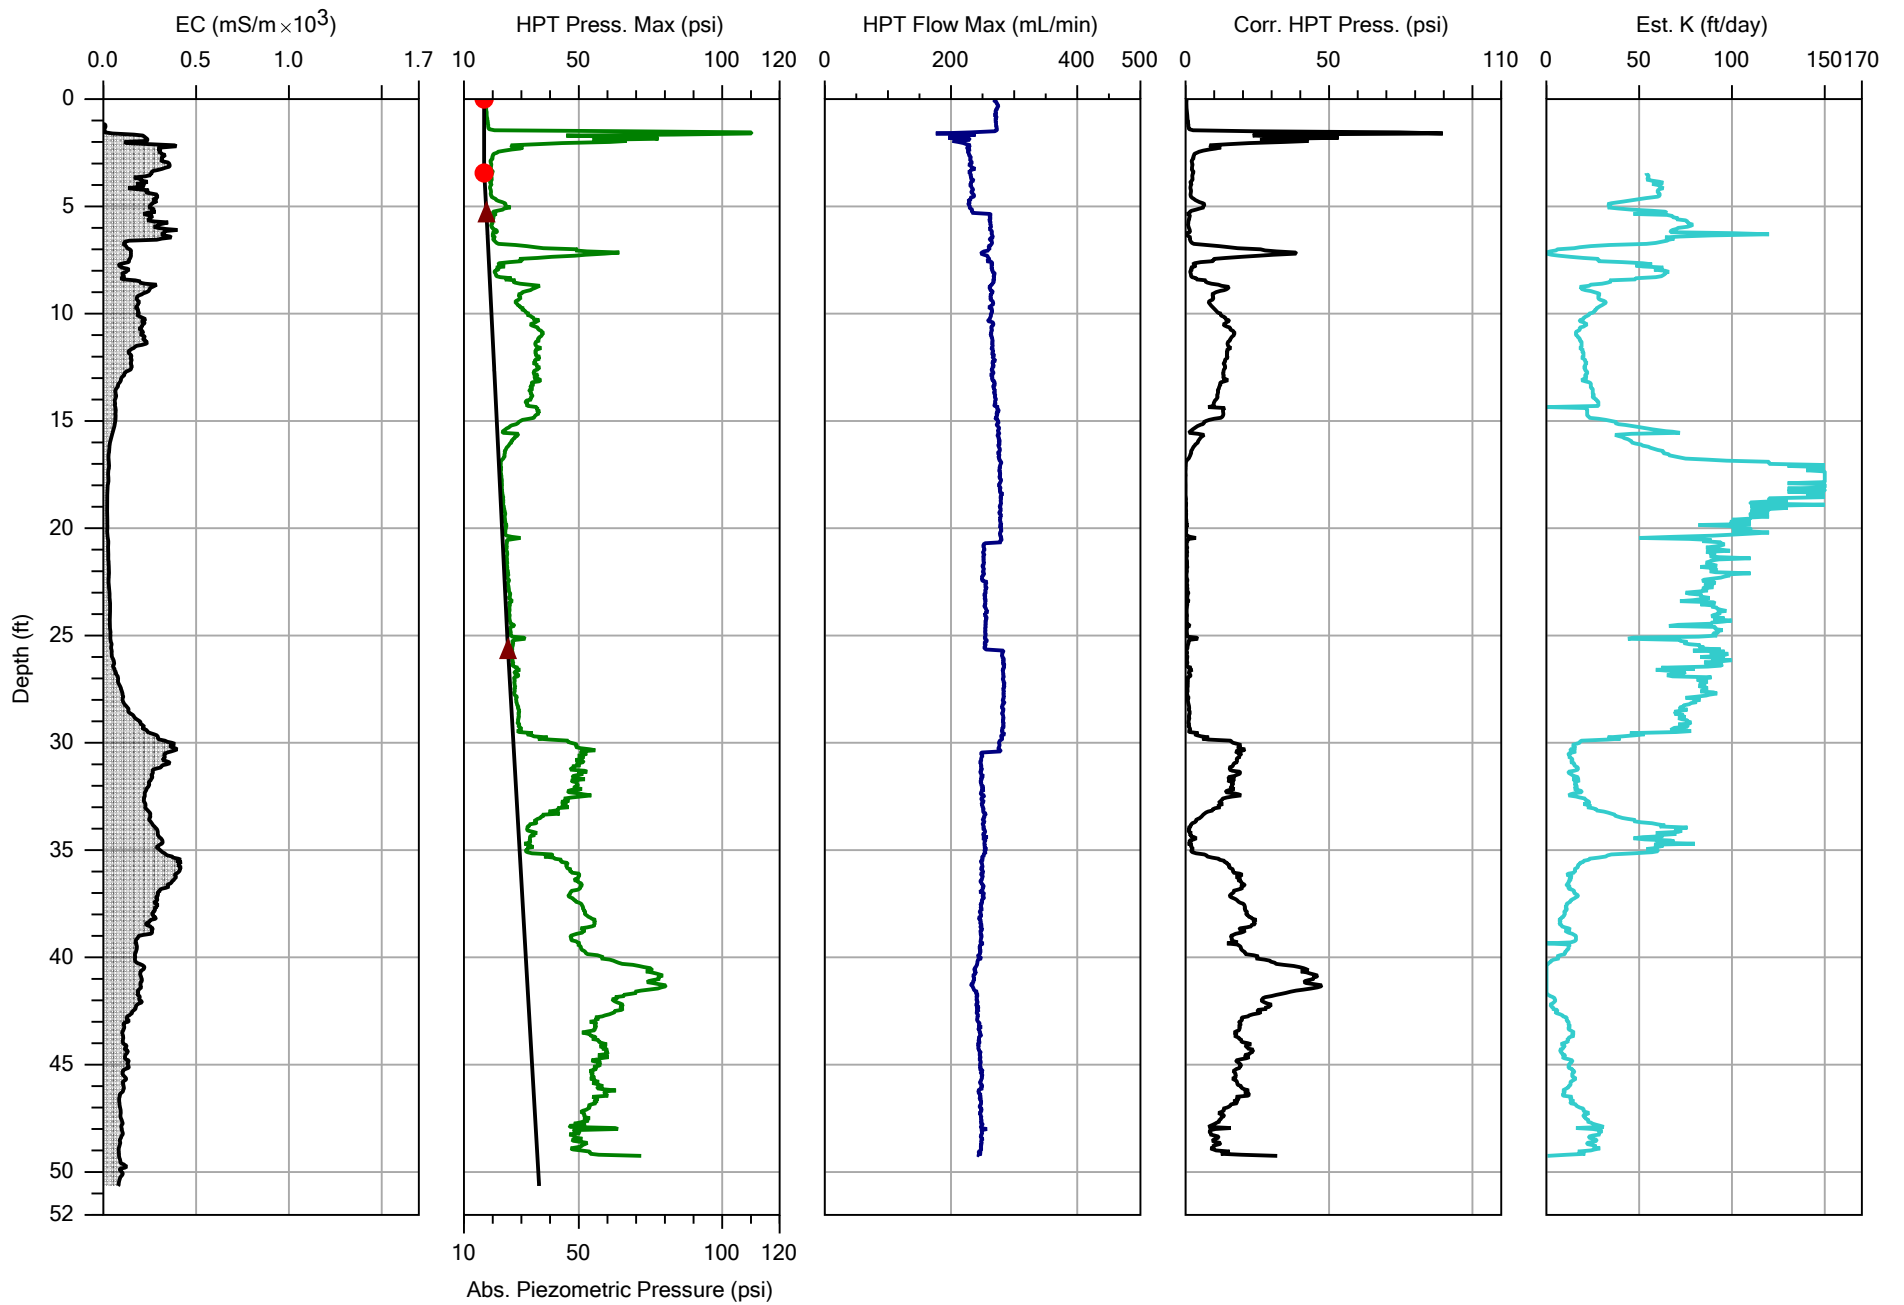 EC (mS/m ×10³) HPT Press. Max (psi) HPT Flow Max (mL/min) Corr. HPT Press. (psi) Est. K (ft/day)
0.0 0.5 1.0 1.7 10 50 100 120 0 200 400 500 0 50 110 0 50 100 150 170
0
5
10
15
20
25
30
35
40
45
50
52
Depth (ft)
10 50 100 120
Abs. Piezometric Pressure (psi)